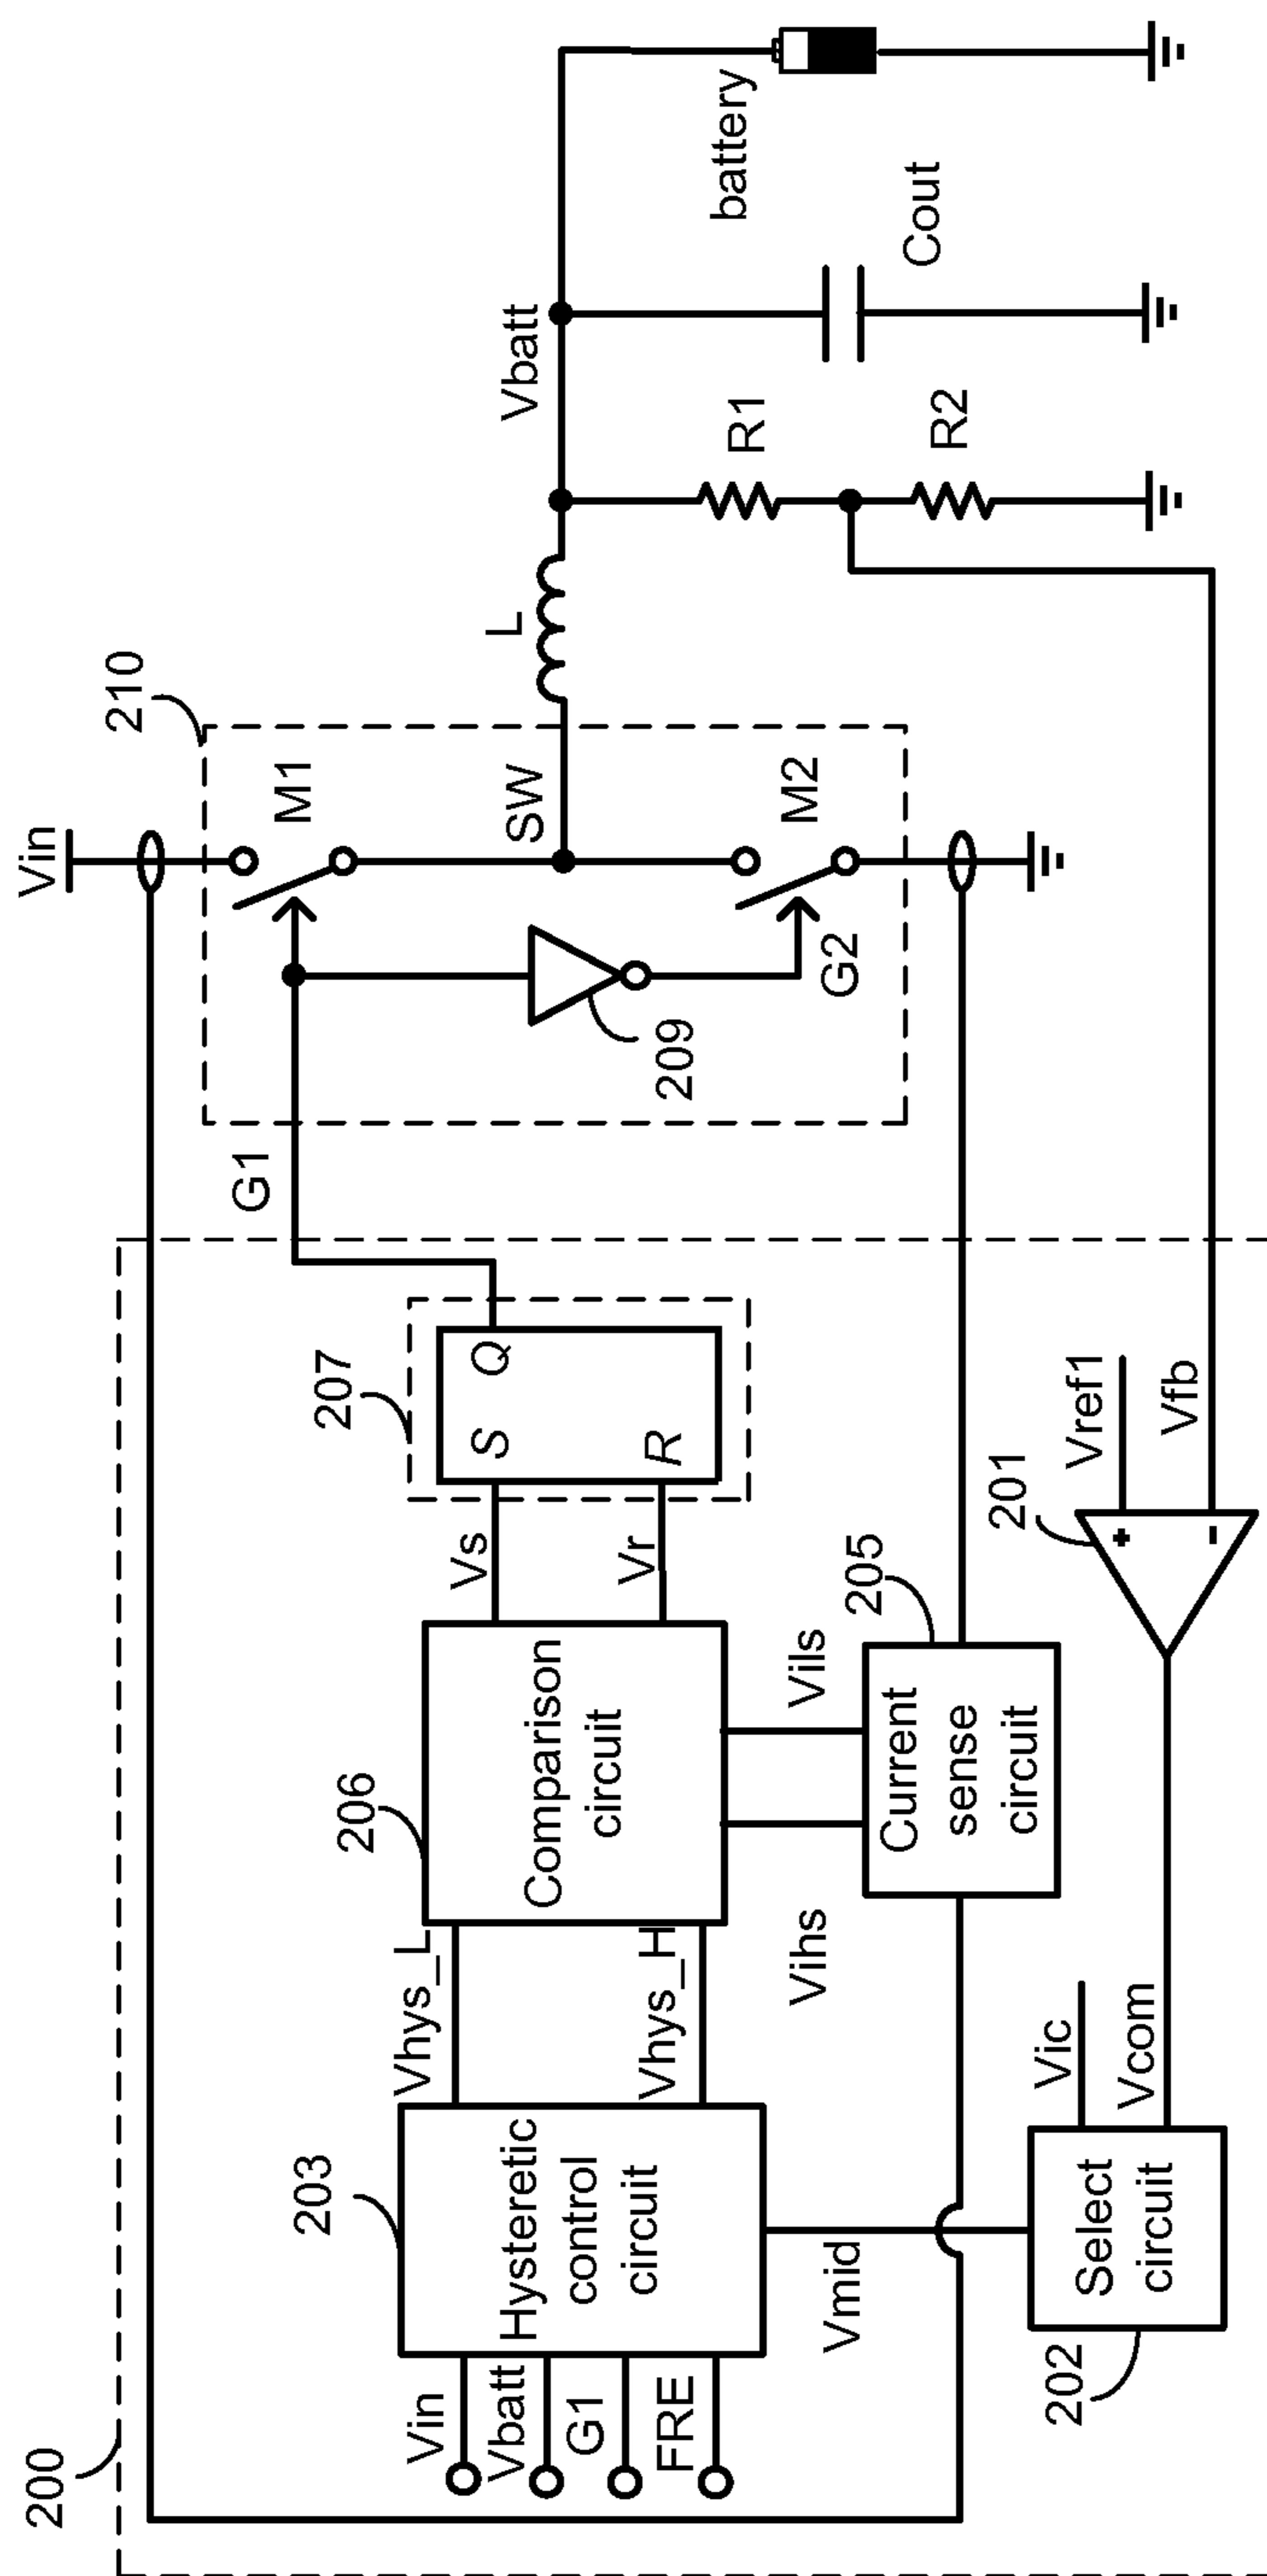 200
Vin
Vbatt
G1
FRE
203
Hysteretic
control
circuit
Vhys_L
Vhys_H
Vmid
202
Select
circuit
Vic
Vcom
206
Comparison
circuit
Vihs
Vils
205
Current
sense
circuit
Vs
Vr
207
S
Q
R
201
+
-
Vref1
Vfb
G1
210
Vin
M1
209
G2
SW
M2
L
Vbatt
R1
R2
Cout
battery